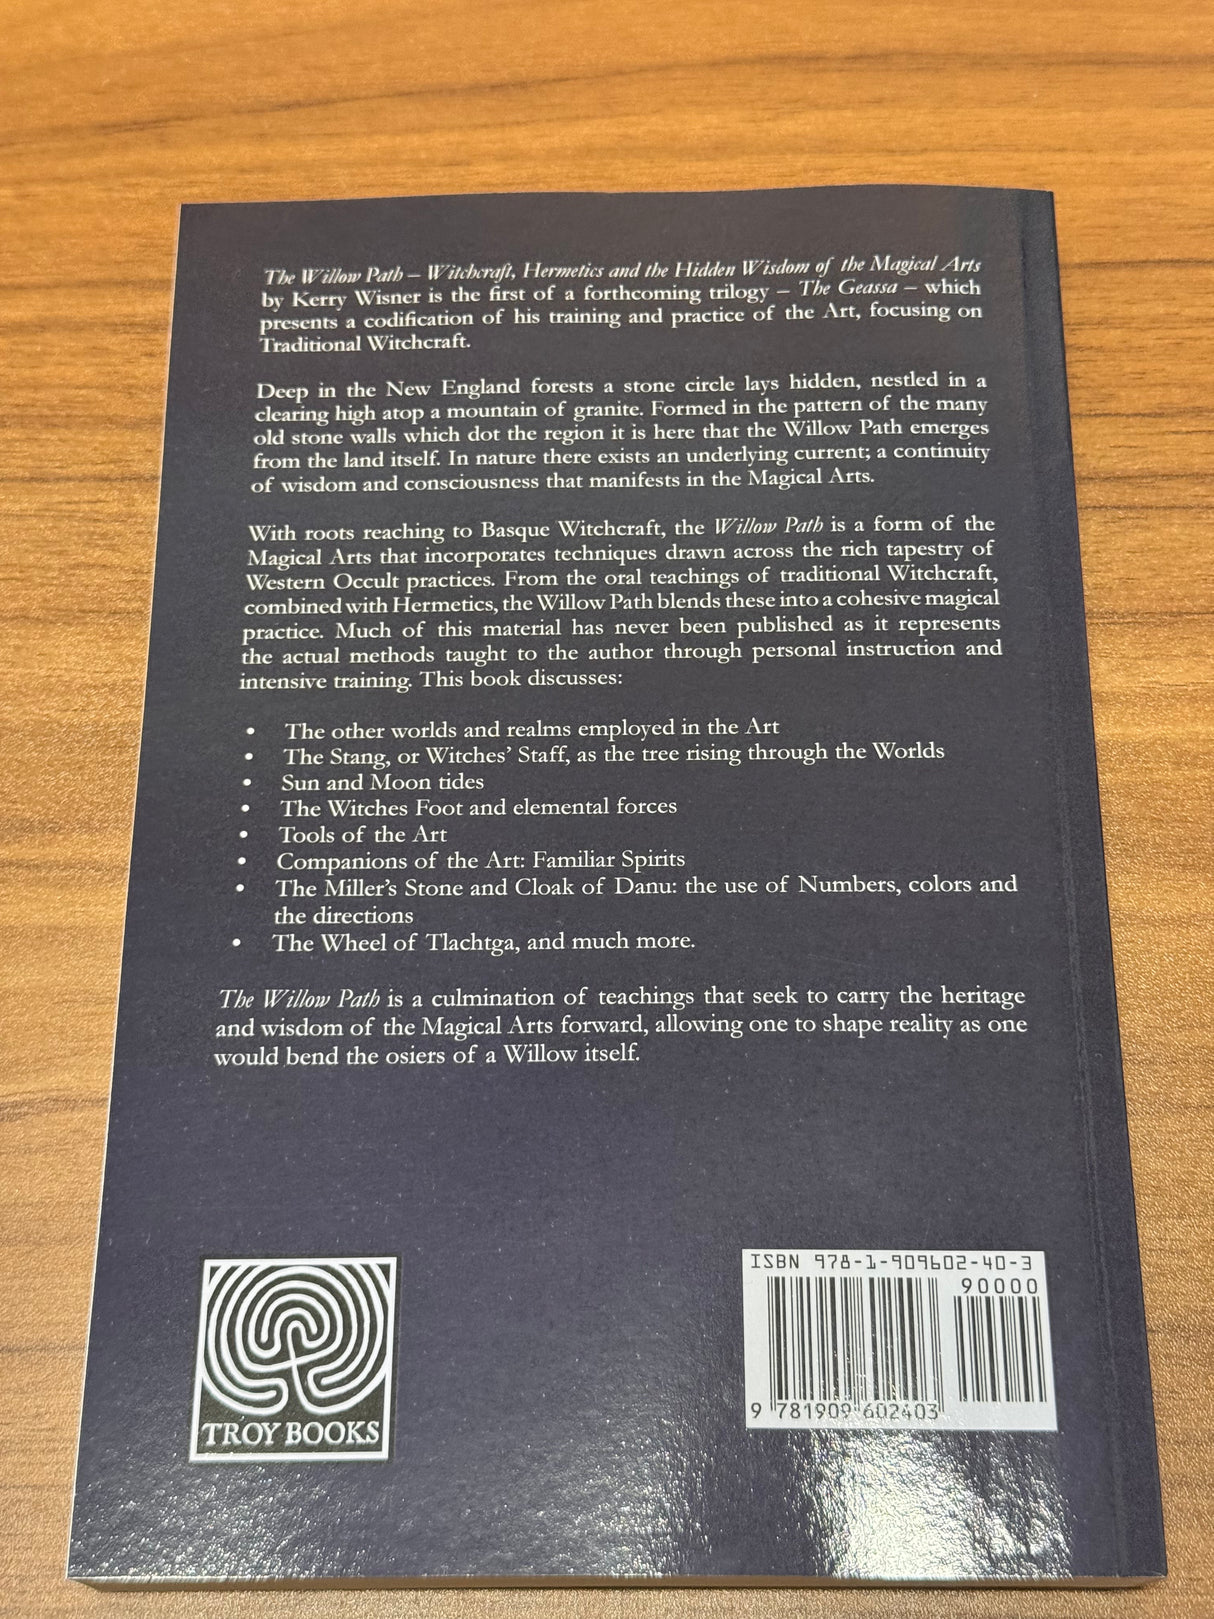 The Willow Path – Witchcraft, Hermetics and the Hidden Wisdom of the Magical Arts
by Kerry Wisner is the first of a forthcoming trilogy – The Geassa – which
presents a codification of his training and practice of the Art, focusing on
Traditional Witchcraft.
Deep in the New England forests a stone circle lays hidden, nestled in a
clearing high atop a mountain of granite. Formed in the pattern of the many
old stone walls which dot the region it is here that the Willow Path emerges
from the land itself. In nature there exists an underlying current; a continuity
of wisdom and consciousness that manifests in the Magical Arts.
With roots reaching to Basque Witchcraft, the Willow Path is a form of the
Magical Arts that incorporates techniques drawn across the rich tapestry of
Western Occult practices. From the oral teachings of traditional Witchcraft,
combined with Hermetics, the Willow Path blends these into a cohesive magical
practice. Much of this material has never been published as it represents
the actual methods taught to the author through personal instruction and
intensive training. This book discusses:
• The other worlds and realms employed in the Art
• The Stang, or Witches' Staff, as the tree rising through the Worlds
• Sun and Moon tides
• The Witches Foot and elemental forces
• Tools of the Art
• Companions of the Art: Familiar Spirits
• The Miller's Stone and Cloak of Danu: the use of Numbers, colors and
the directions
• The Wheel of Tlachtga, and much more.
The Willow Path is a culmination of teachings that seek to carry the heritage
and wisdom of the Magical Arts forward, allowing one to shape reality as one
would bend the osiers of a Willow itself.
TROY BOOKS
ISBN 978-1-909602-40-3
90000
9 781909 602403